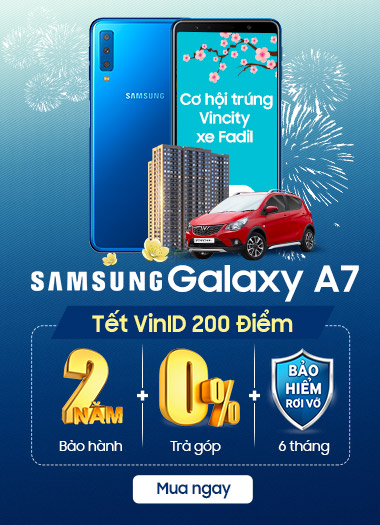 SAMSUNG
Cơ hội trúng
Vincity
xe Fadil
SAMSUNG Galaxy A7
Tết VinID 200 Điểm
2 NĂM + 0% + BẢO HIỂM RƠI VỠ
Bảo hành Trả góp 6 tháng
Mua ngay